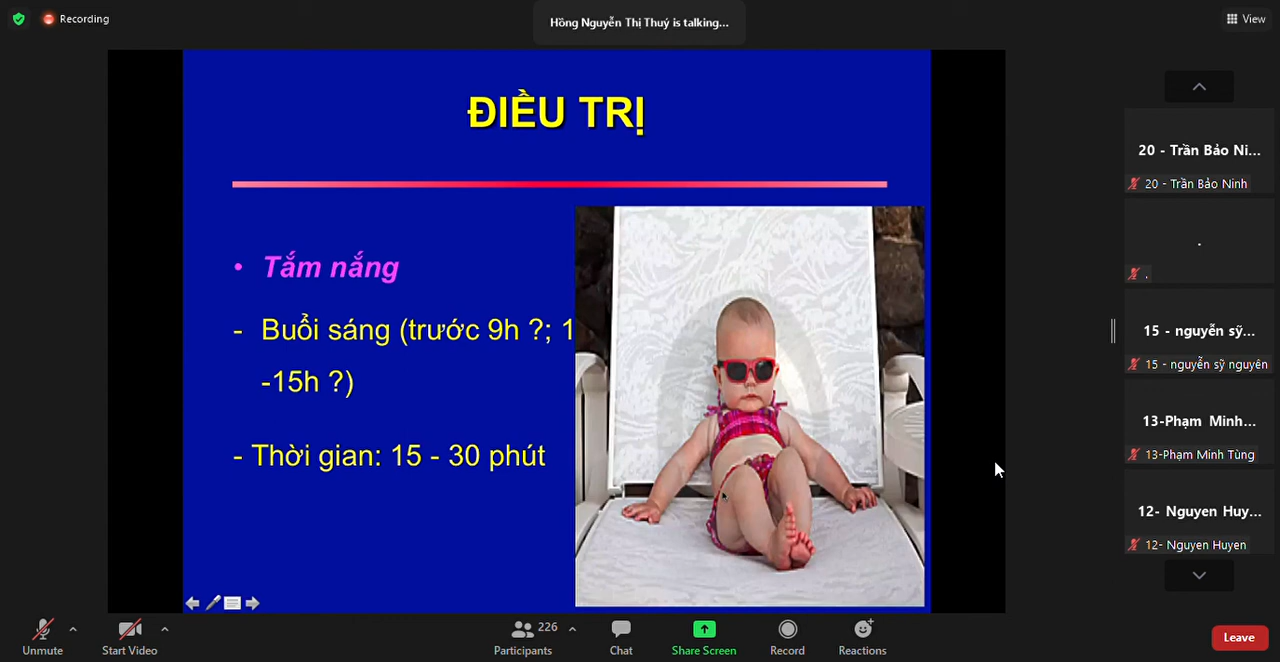 Recording
Hồng Nguyễn Thị Thuý is talking...
View
ĐIỀU TRỊ
• Tắm nắng
- Buổi sáng (trước 9h ?; 1
-15h ?)
- Thời gian: 15 - 30 phút
20 - Trần Bảo Ni...
20 - Trần Bảo Ninh
.
.
15 - nguyễn sỹ...
15 - nguyễn sỹ nguyên
13-Phạm Minh...
13-Phạm Minh Tùng
12- Nguyen Huy...
12- Nguyen Huyen
Unmute
Start Video
226
Participants
Chat
Share Screen
Record
Reactions
Leave